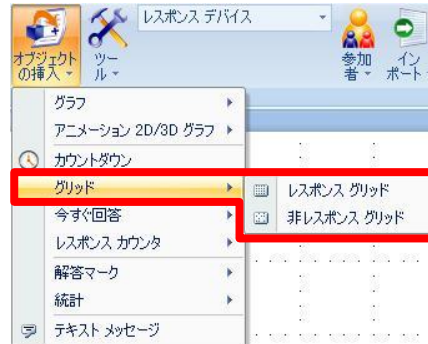 レスポンス デバイス
オブジェクト
の挿入
ツー
ル
参加
者
イン
ポート
グラフ
アニメーション 2D/3D グラフ
カウントダウン
グリッド
レスポンス グリッド
今すぐ回答
非レスポンス グリッド
レスポンス カウンタ
解答マーク
統計
テキスト メッセージ